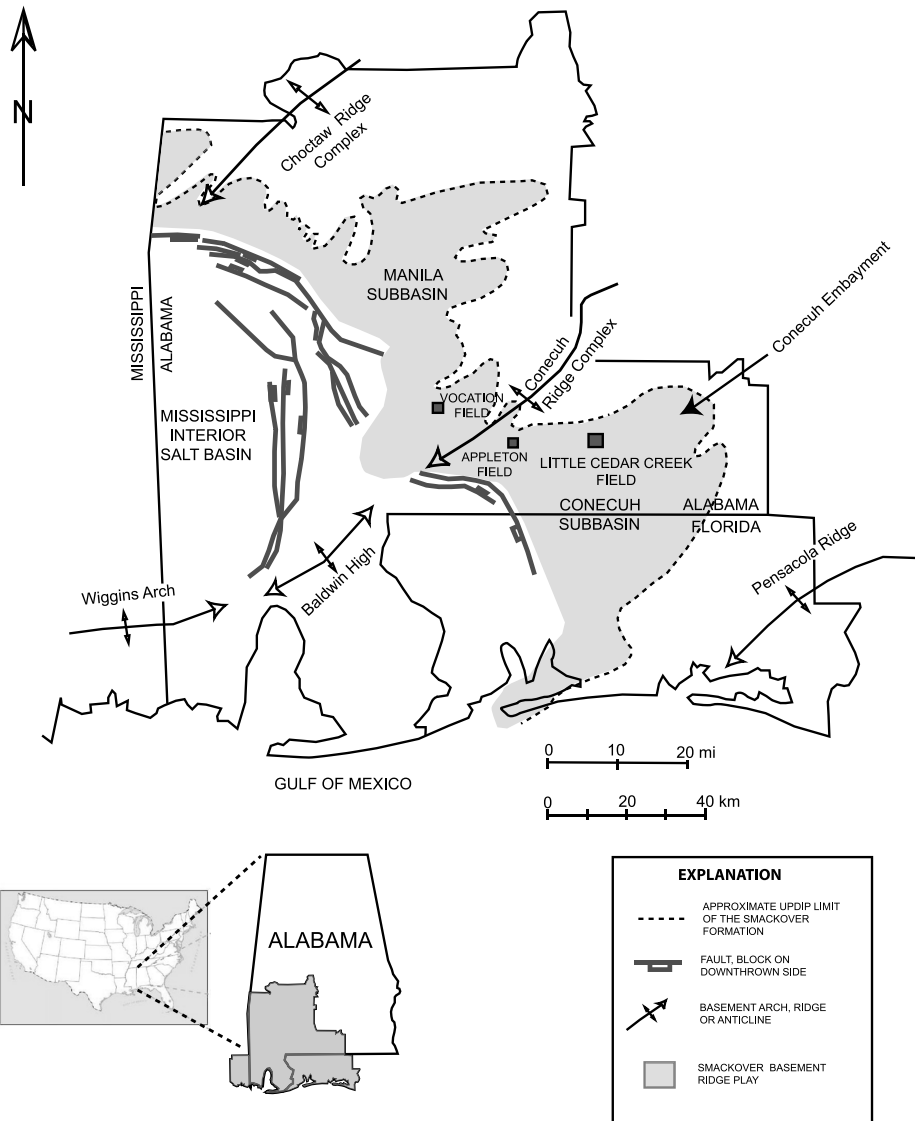 N
Choctaw Ridge
Complex
MANILA
SUBBASIN
MISSISSIPPI
ALABAMA
Conecuh Embayment
Conecuh
Ridge Complex
VOCATION
FIELD
MISSISSIPPI
INTERIOR
SALT BASIN
APPLETON
FIELD
LITTLE CEDAR CREEK
FIELD
CONECUH
SUBBASIN
ALABAMA
FLORIDA
Wiggins Arch
Baldwin High
Pensacola Ridge
0 10 20 mi
GULF OF MEXICO
0 20 40 km
ALABAMA
EXPLANATION
APPROXIMATE UPDIP LIMIT
OF THE SMACKOVER
FORMATION
FAULT, BLOCK ON
DOWNTHROWN SIDE
BASEMENT ARCH, RIDGE
OR ANTICLINE
SMACKOVER BASEMENT
RIDGE PLAY